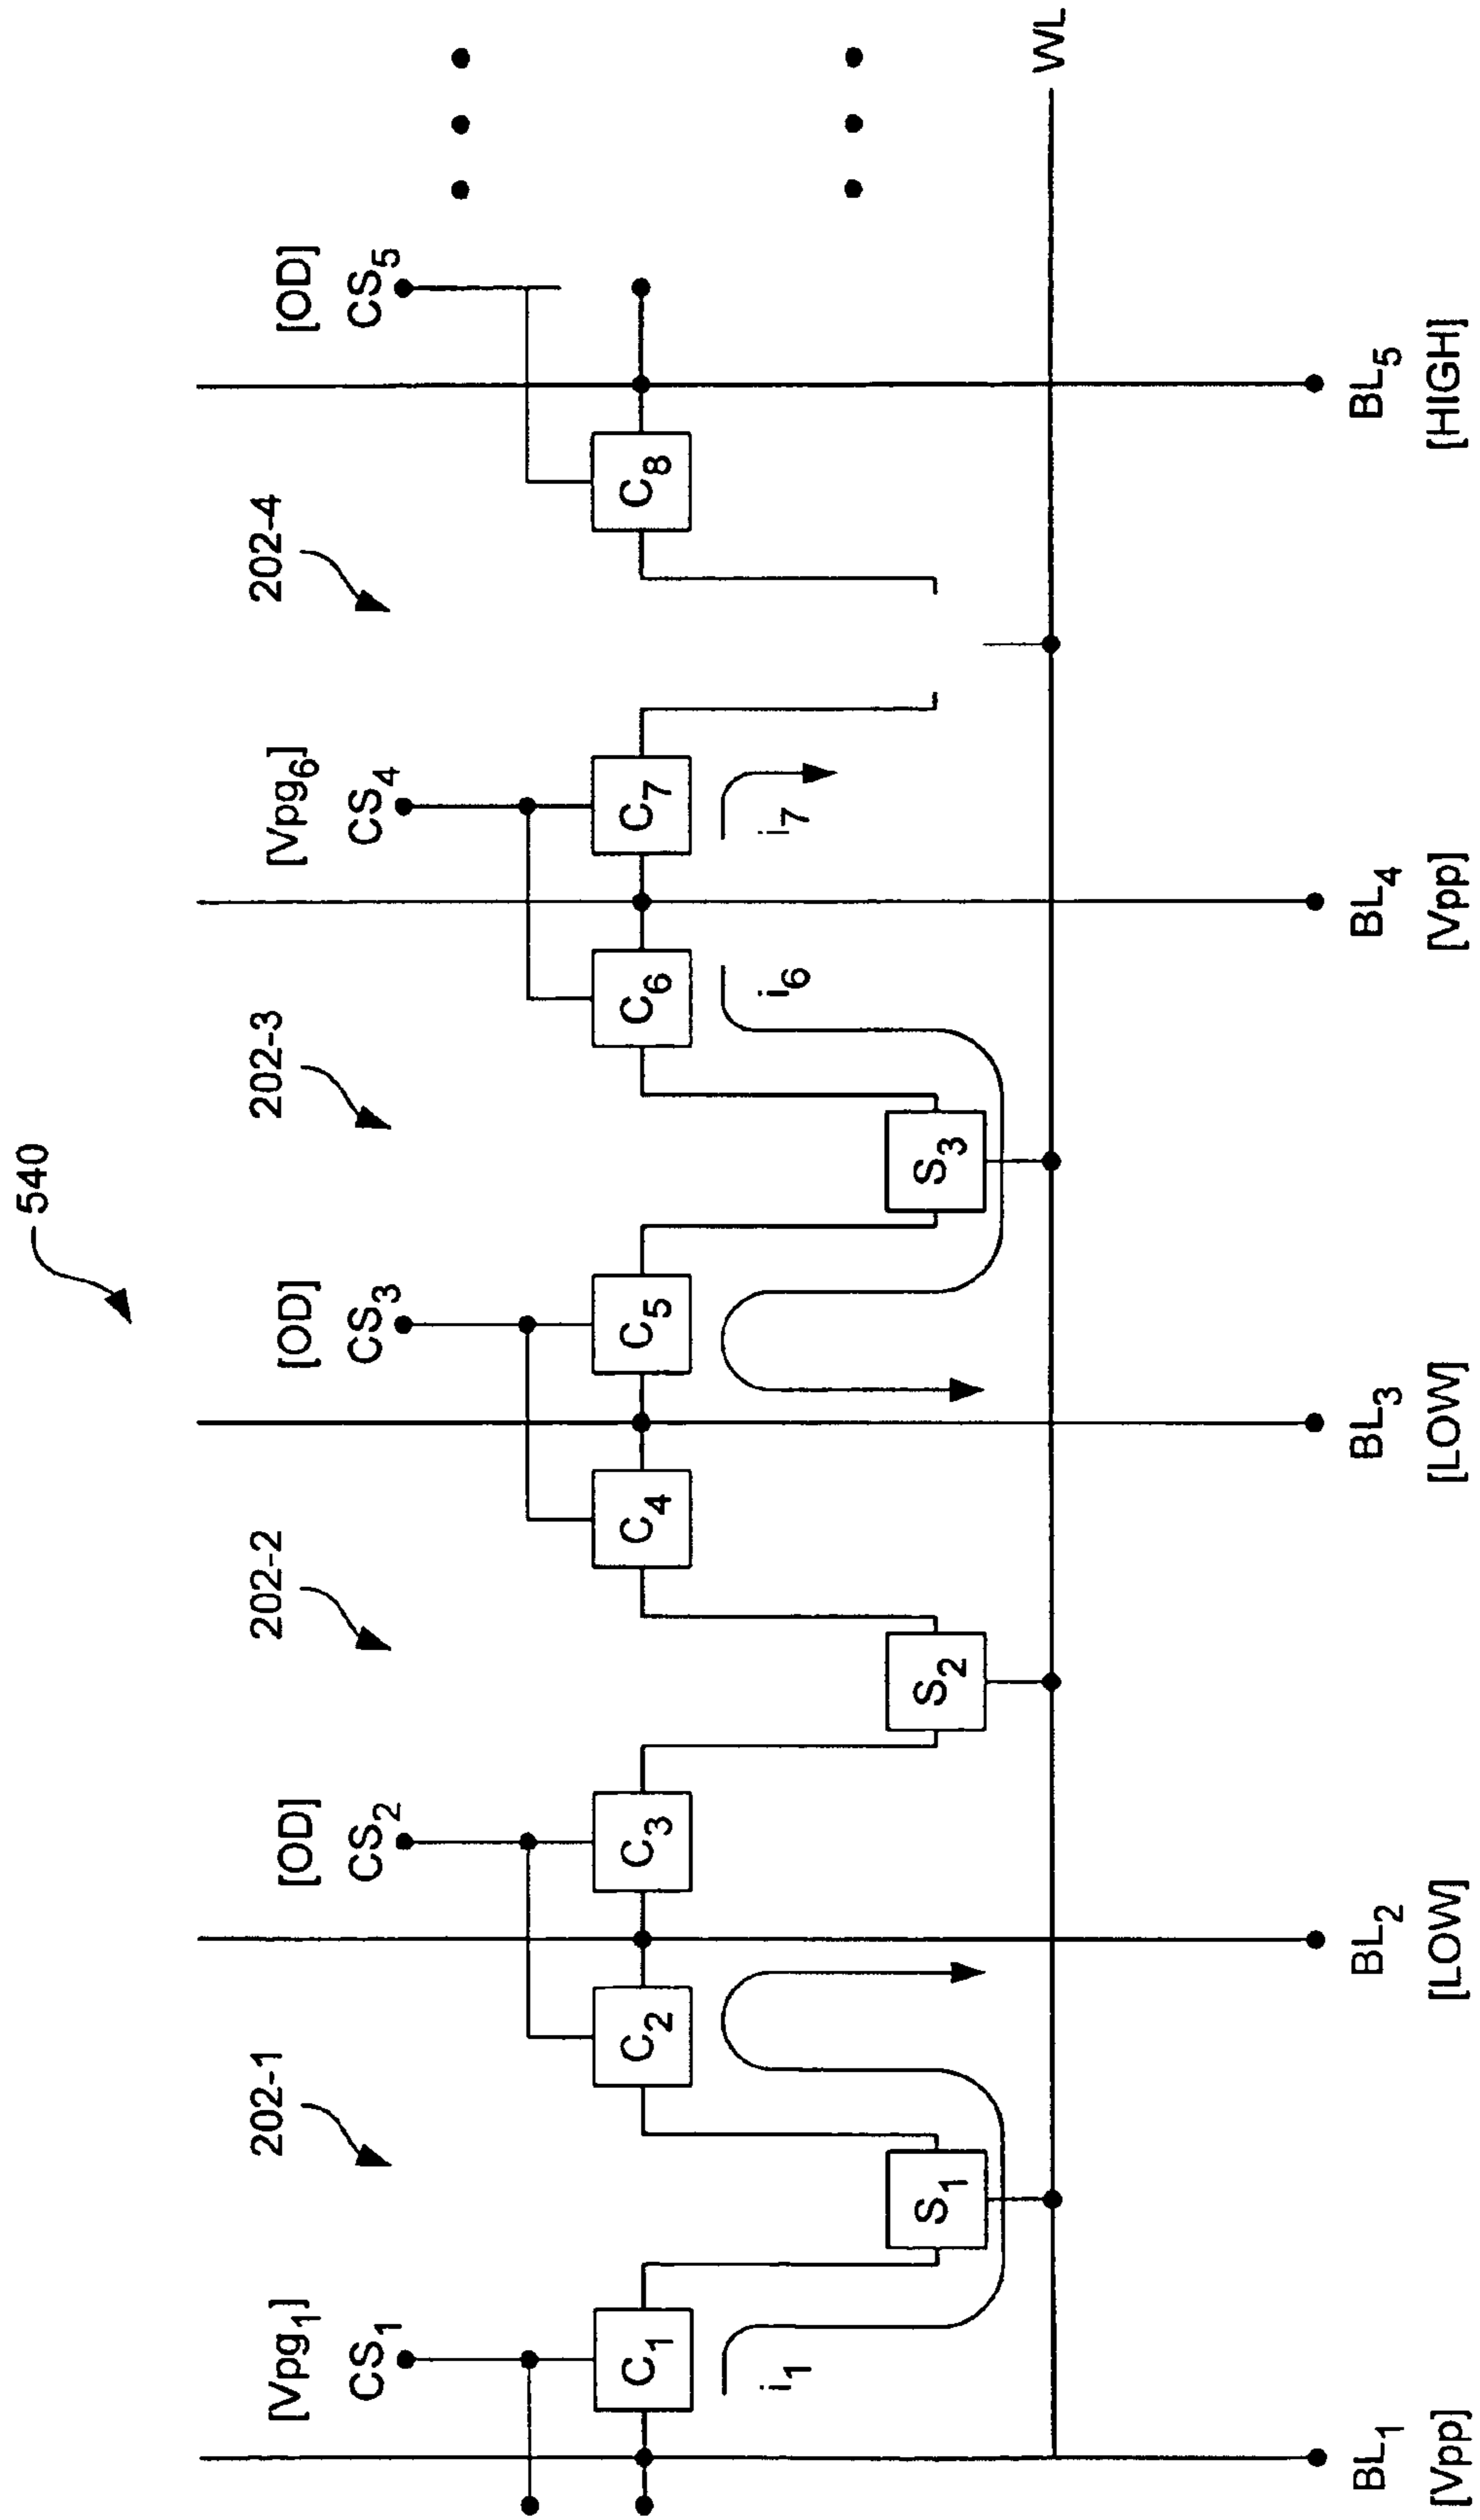 540
202-1
202-2
202-3
202-4
[Vpg1]
[OD]
[OD]
[Vpg6]
[OD]
CS1
CS2
CS3
CS4
CS5
C1
C2
C3
C4
C5
C6
C7
C8
i1
i6
i7
S1
S2
S3
WL
BL1
BL2
BL3
BL4
BL5
[Vpp]
[LOW]
[LOW]
[Vpp]
[HIGH]